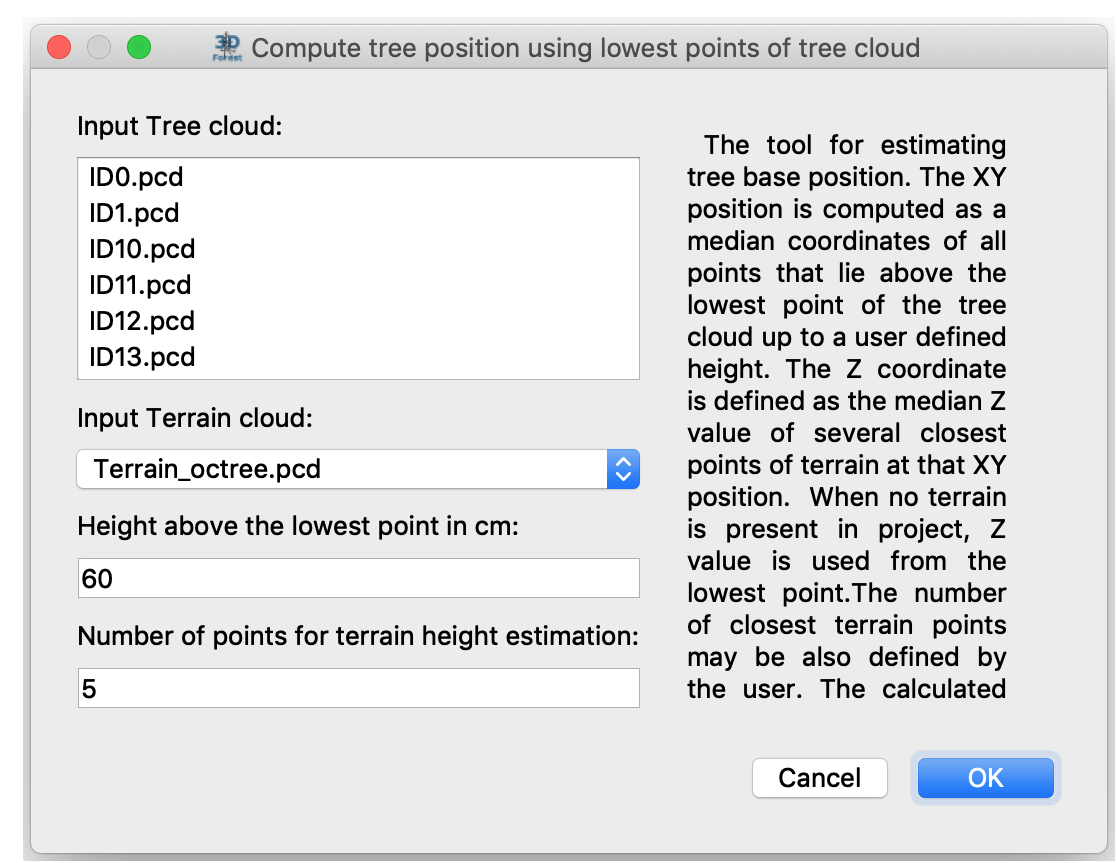 3D Forest Compute tree position using lowest points of tree cloud
Input Tree cloud:
ID0.pcd
ID1.pcd
ID10.pcd
ID11.pcd
ID12.pcd
ID13.pcd
Input Terrain cloud:
Terrain_octree.pcd
Height above the lowest point in cm:
60
Number of points for terrain height estimation:
5
The tool for estimating
tree base position. The XY
position is computed as a
median coordinates of all
points that lie above the
lowest point of the tree
cloud up to a user defined
height. The Z coordinate
is defined as the median Z
value of several closest
points of terrain at that XY
position. When no terrain
is present in project, Z
value is used from the
lowest point.The number
of closest terrain points
may be also defined by
the user. The calculated
Cancel
OK